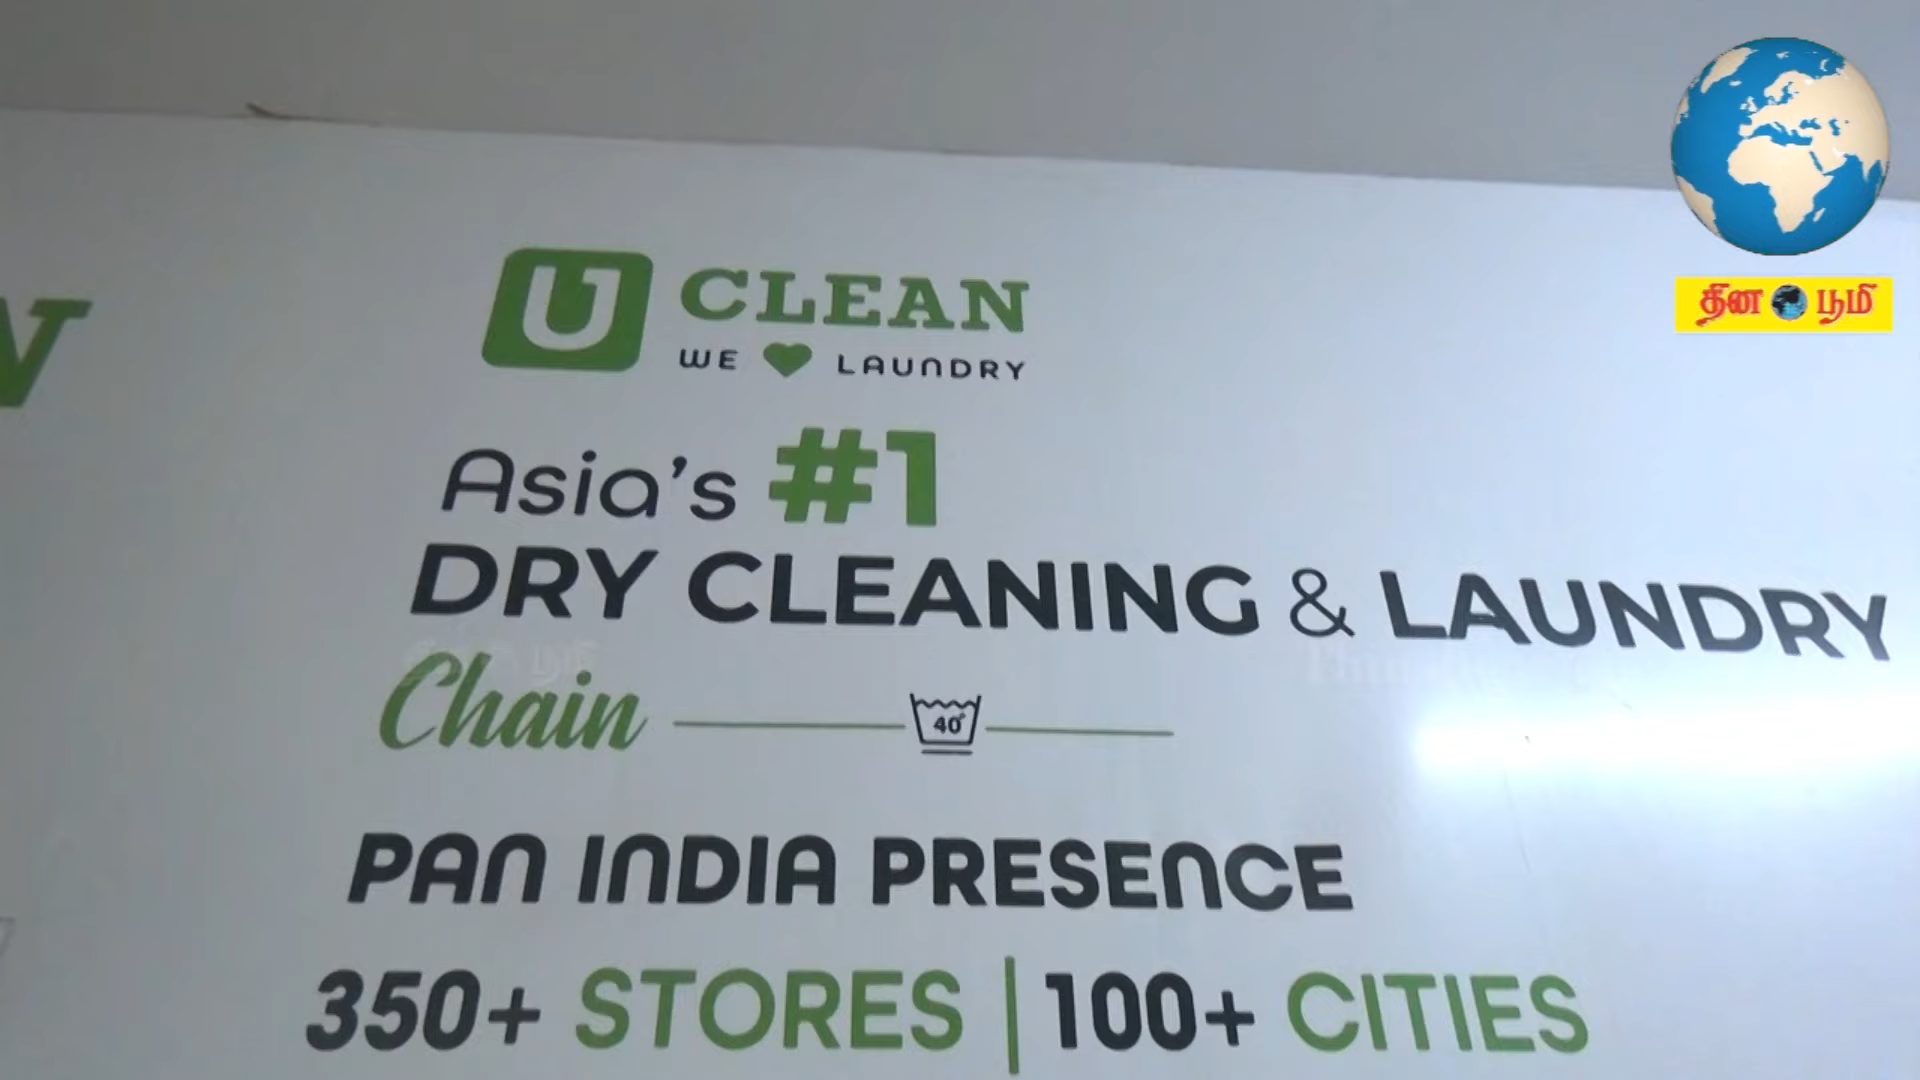 U CLEAN
WE LAUNDRY
Asia's #1
DRY CLEANING & LAUNDRY
Chain
40°
PAN INDIA PRESENCE
350+ STORES | 100+ CITIES
தின பூமி